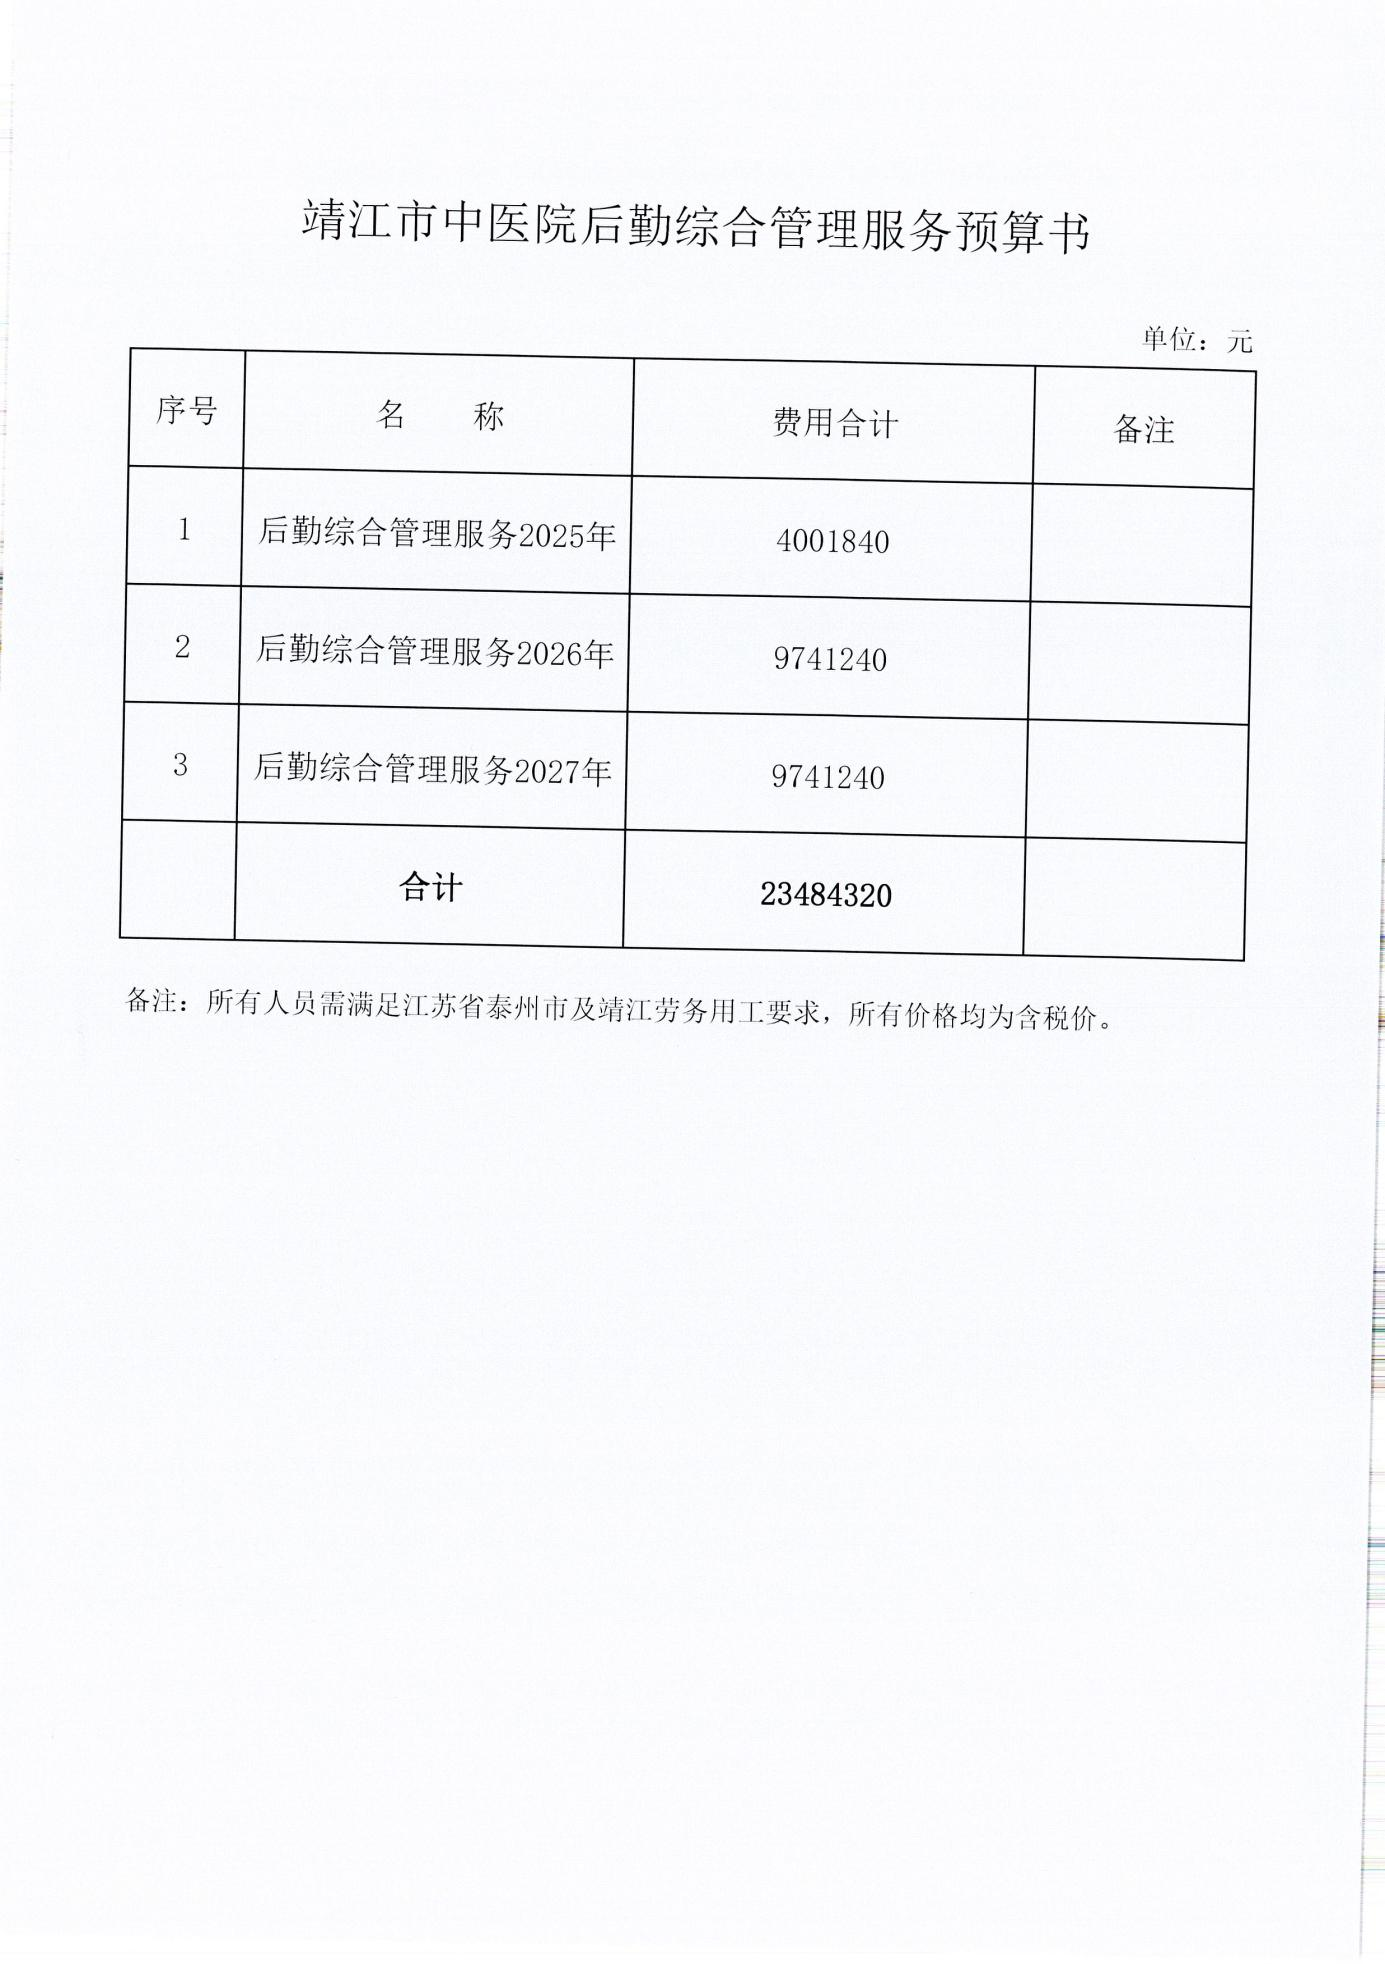 靖江市中医院后勤综合管理服务预算书
单位：元
序号 名 称 费用合计 备注
1 后勤综合管理服务2025年 4001840
2 后勤综合管理服务2026年 9741240
3 后勤综合管理服务2027年 9741240
合计 23484320
备注：所有人员需满足江苏省泰州市及靖江劳务用工要求，所有价格均为含税价。